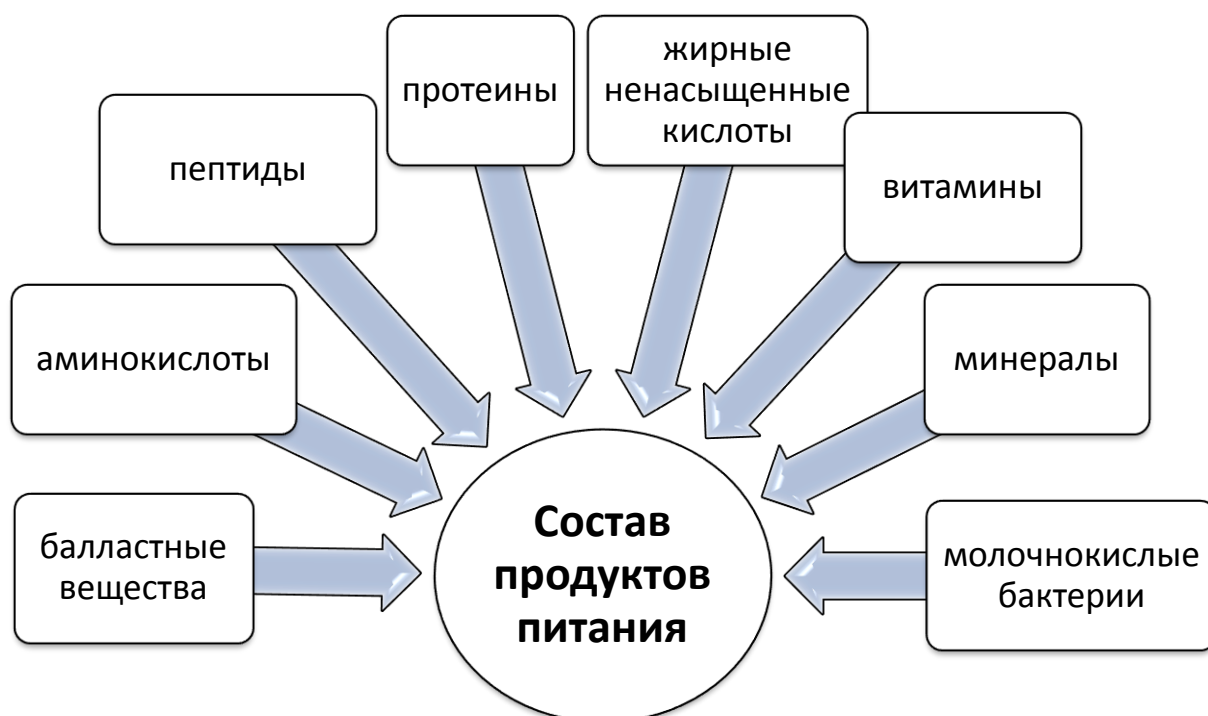 жирные
ненасыщенные
кислоты
протеины
пептиды
витамины
аминокислоты
минералы
балластные
вещества
молочнокислые
бактерии
Состав
продуктов
питания